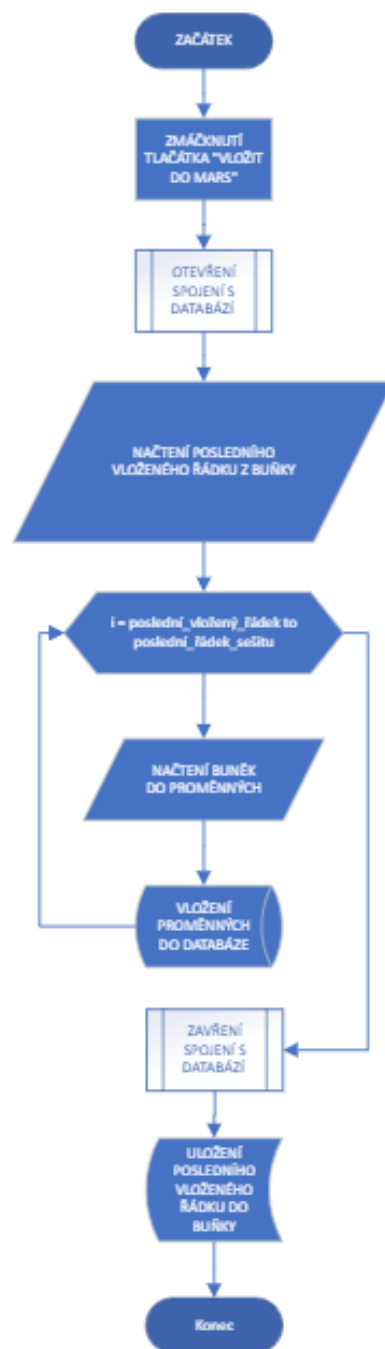 ZAČÁTEK
ZMÁČKNUTÍ
TLAČÁTKA "VLOŽIT
DO MARS"
OTEVŘENÍ
SPOJENÍ S
DATABÁZÍ
NAČTENÍ POSLEDNÍHO
VLOŽENÉHO ŘÁDKU Z BUŇKY
i = poslední_vložený_řádek to
poslední_řádek_sešitu
NAČTENÍ BUNĚK
DO PROMĚNNÝCH
VLOŽENÍ
PROMĚNNÝCH
DO DATABÁZE
ZAVŘENÍ
SPOJENÍ S
DATABÁZÍ
ULOŽENÍ
POSLEDNÍHO
VLOŽENÉHO
ŘÁDKU DO
BUŇKY
Konec